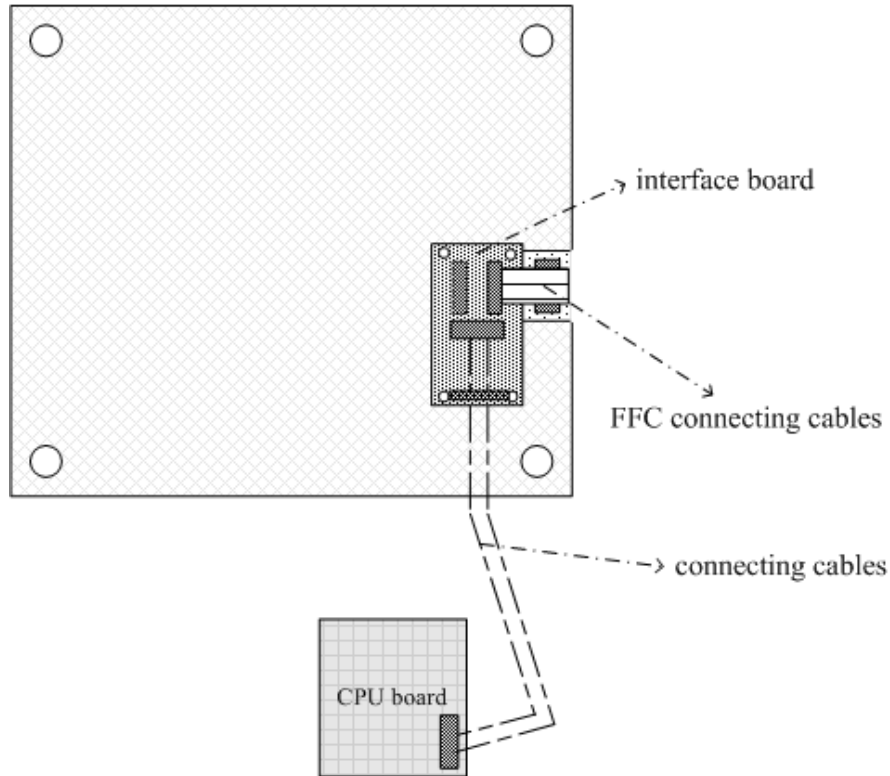 interface board
FFC connecting cables
connecting cables
CPU board